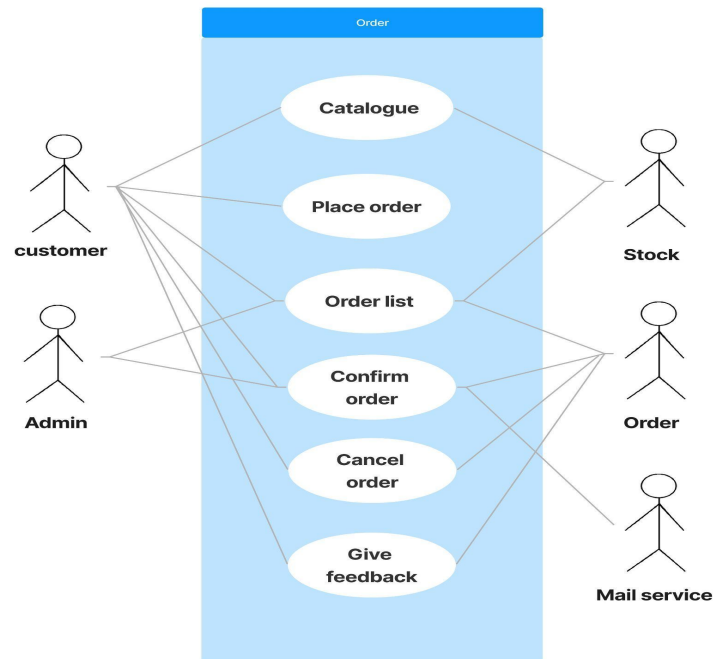 Order
Catalogue
Place order
customer
Stock
Order list
Confirm
order
Admin
Order
Cancel
order
Give
feedback
Mail service